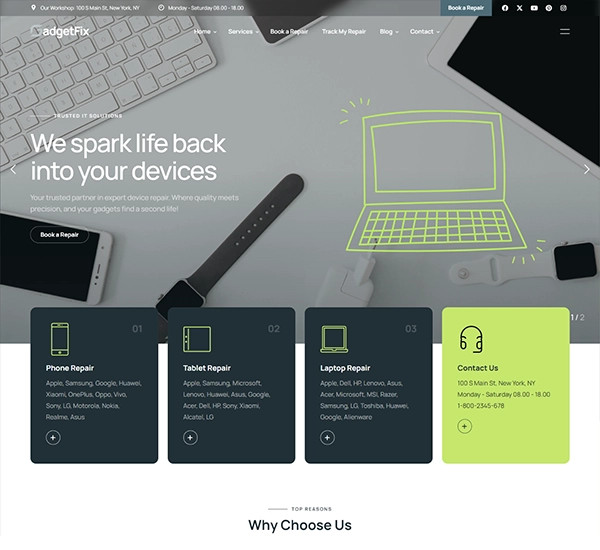 Our Workshop: 100 S Main St, New York, NY
Monday - Saturday 08.00 - 18.00
Book a Repair
GadgetFix
Home
Services
Book a Repair
Track My Repair
Blog
Contact
TRUSTED IT SOLUTIONS
We spark life back
into your devices
Your trusted partner in expert device repair. Where quality meets
precision, and your gadgets find a second life!
Book a Repair
1 / 2
01
Phone Repair
Apple, Samsung, Google, Huawei,
Xiaomi, OnePlus, Oppo, Vivo,
Sony, LG, Motorola, Nokia,
Realme, Asus
02
Tablet Repair
Apple, Samsung, Microsoft,
Lenovo, Huawei, Asus, Google,
Acer, Dell, HP, Sony, Xiaomi,
Alcatel, LG
03
Laptop Repair
Apple, Dell, HP, Lenovo, Asus,
Acer, Microsoft, MSI, Razer,
Samsung, LG, Toshiba, Huawei,
Google, Alienware
Contact Us
100 S Main St, New York, NY
Monday - Saturday 08.00 - 18.00
1-800-2345-678
TOP REASONS
Why Choose Us